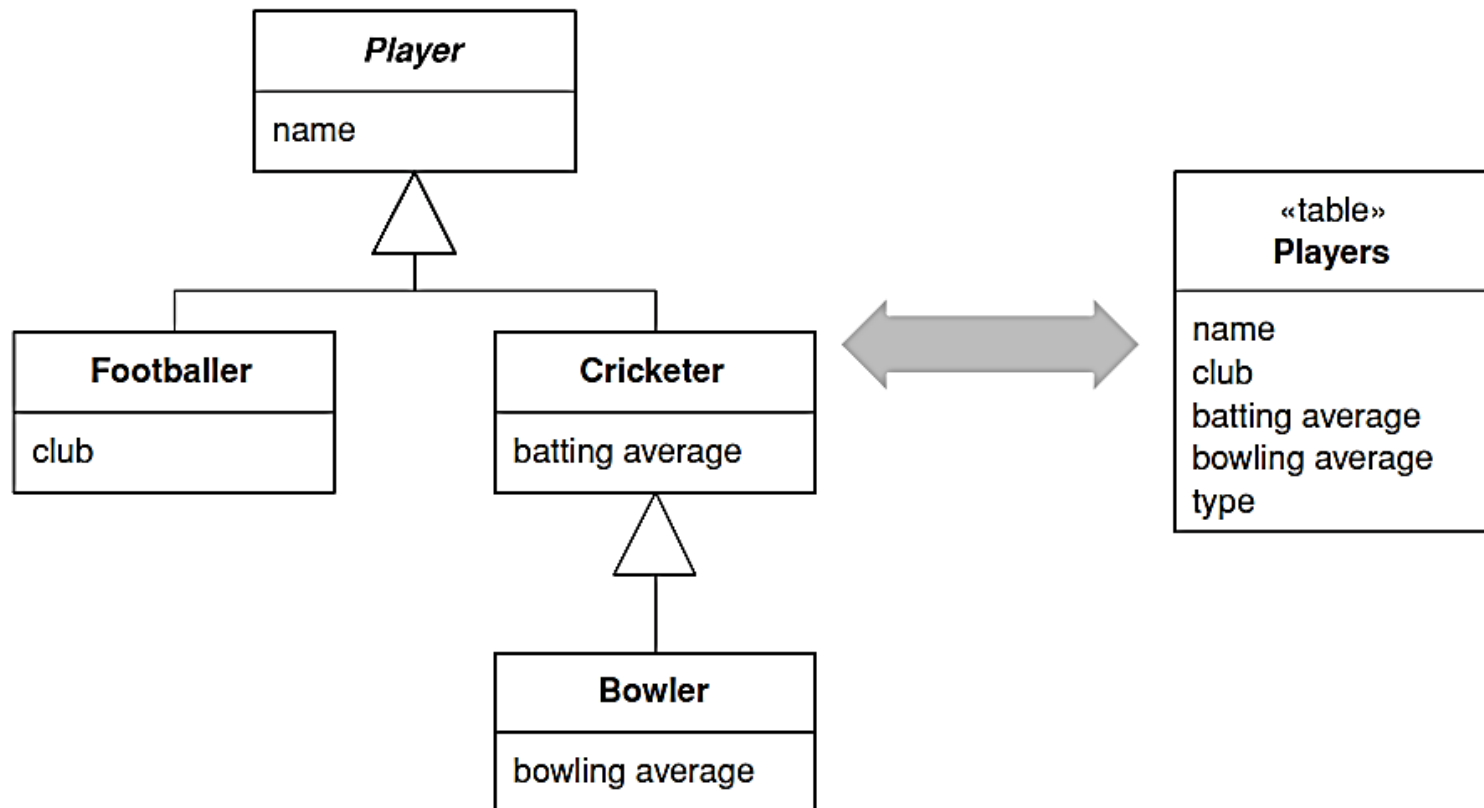 Player
name
Footballer
club
Cricketer
batting average
Bowler
bowling average
«table»
Players
name
club
batting average
bowling average
type